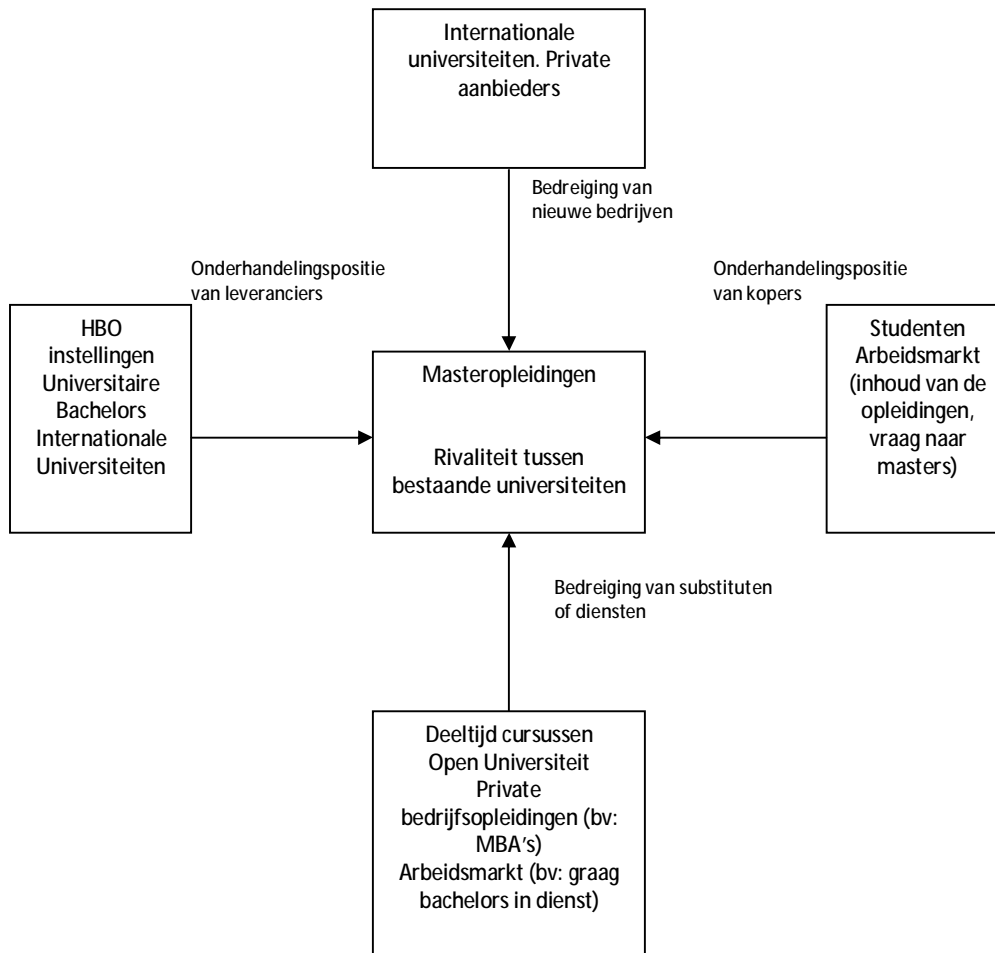 Internationale
universiteiten. Private
aanbieders
Bedreiging van
nieuwe bedrijven
Onderhandelingspositie
van leveranciers
Onderhandelingspositie
van kopers
HBO
instellingen
Universitaire
Bachelors
Internationale
Universiteiten
Masteropleidingen
Rivaliteit tussen
bestaande universiteiten
Studenten
Arbeidsmarkt
(inhoud van de
opleidingen,
vraag naar
masters)
Bedreiging van substituten
of diensten
Deeltijd cursussen
Open Universiteit
Private
bedrijfsopleidingen (bv:
MBA's)
Arbeidsmarkt (bv: graag
bachelors in dienst)